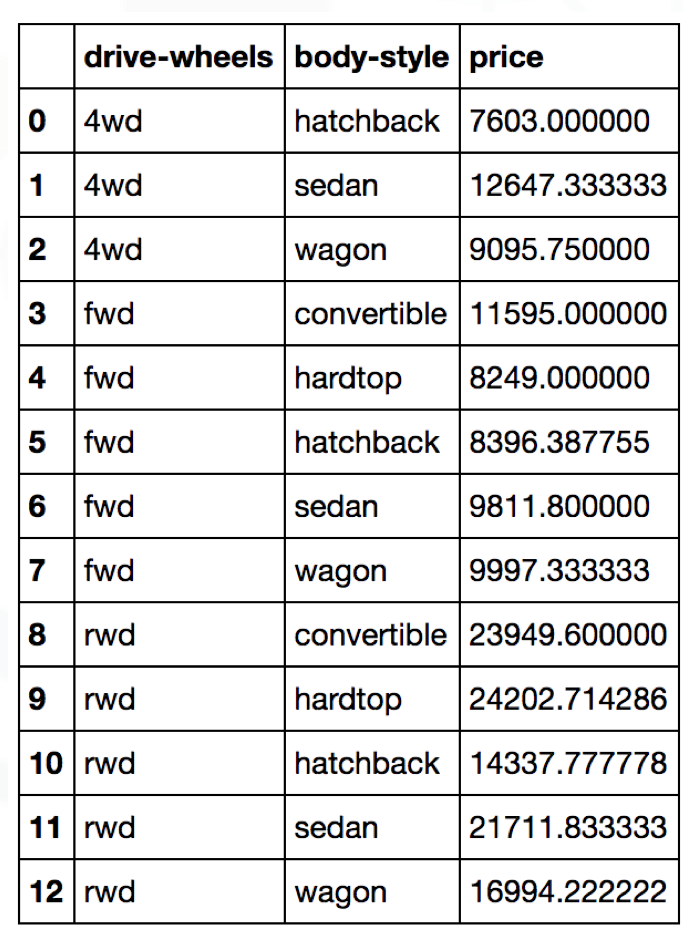 drive-wheels body-style price
0 4wd hatchback 7603.000000
1 4wd sedan 12647.333333
2 4wd wagon 9095.750000
3 fwd convertible 11595.000000
4 fwd hardtop 8249.000000
5 fwd hatchback 8396.387755
6 fwd sedan 9811.800000
7 fwd wagon 9997.333333
8 rwd convertible 23949.600000
9 rwd hardtop 24202.714286
10 rwd hatchback 14337.777778
11 rwd sedan 21711.833333
12 rwd wagon 16994.222222